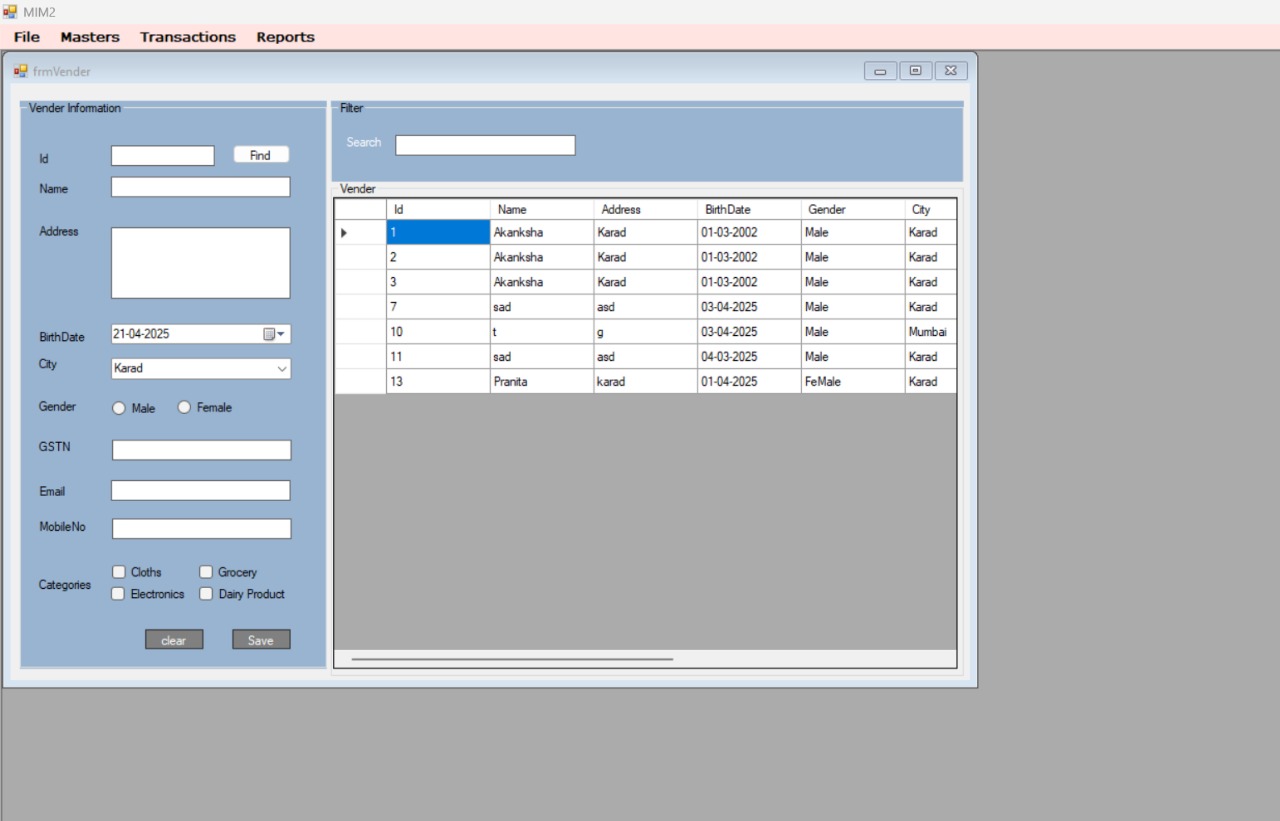 MIM2
File Masters Transactions Reports
frmVender
Vender Information
Id Find
Name
Address
BirthDate 21-04-2025
City Karad
Gender Male Female
GSTN
Email
MobileNo
Categories Cloths Grocery
Electronics Dairy Product
clear Save
Filter
Search
Vender
Id Name Address BirthDate Gender City
1 Akanksha Karad 01-03-2002 Male Karad
2 Akanksha Karad 01-03-2002 Male Karad
3 Akanksha Karad 01-03-2002 Male Karad
7 sad asd 03-04-2025 Male Karad
10 t g 03-04-2025 Male Mumbai
11 sad asd 04-03-2025 Male Karad
13 Pranita karad 01-04-2025 FeMale Karad